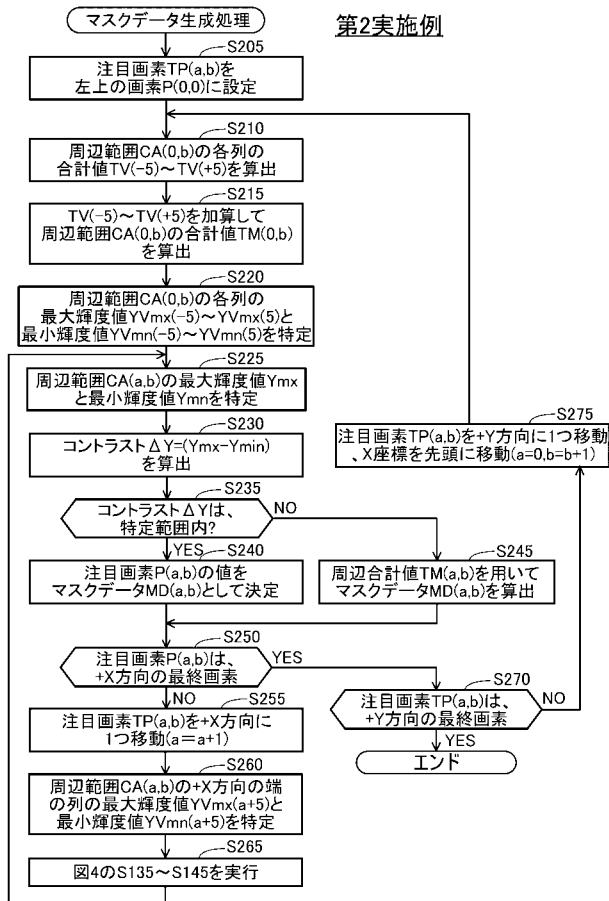 マスクデータ生成処理
第2実施例
S205
注目画素TP(a,b)を
左上の画素P(0,0)に設定
S210
周辺範囲CA(0,b)の各列の
合計値TV(-5)～TV(+5)を算出
S215
TV(-5)～TV(+5)を加算して
周辺範囲CA(0,b)の合計値TM(0,b)
を算出
S220
周辺範囲CA(0,b)の各列の
最大輝度値YVmx(-5)～YVmx(5)と
最小輝度値YVmn(-5)～YVmn(5)を特定
S225
周辺範囲CA(a,b)の最大輝度値Ymx
と最小輝度値Ymnを特定
S230
コントラストΔY=(Ymx-Ymin)
を算出
S235
コントラストΔYは、
特定範囲内?
NO
YES
S240
注目画素P(a,b)の値を
マスクデータMD(a,b)として決定
S245
周辺合計値TM(a,b)を用いて
マスクデータMD(a,b)を算出
S250
注目画素P(a,b)は、
+X方向の最終画素
YES
NO
S255
注目画素TP(a,b)を+X方向に
1つ移動(a=a+1)
S260
周辺範囲CA(a,b)の+X方向の端
の列の最大輝度値YVmx(a+5)と
最小輝度値YVmn(a+5)を特定
S265
図4のS135～S145を実行
S270
注目画素TP(a,b)は、
+Y方向の最終画素
NO
YES
エンド
S275
注目画素TP(a,b)を+Y方向に1つ移動
、X座標を先頭に移動(a=0,b=b+1)